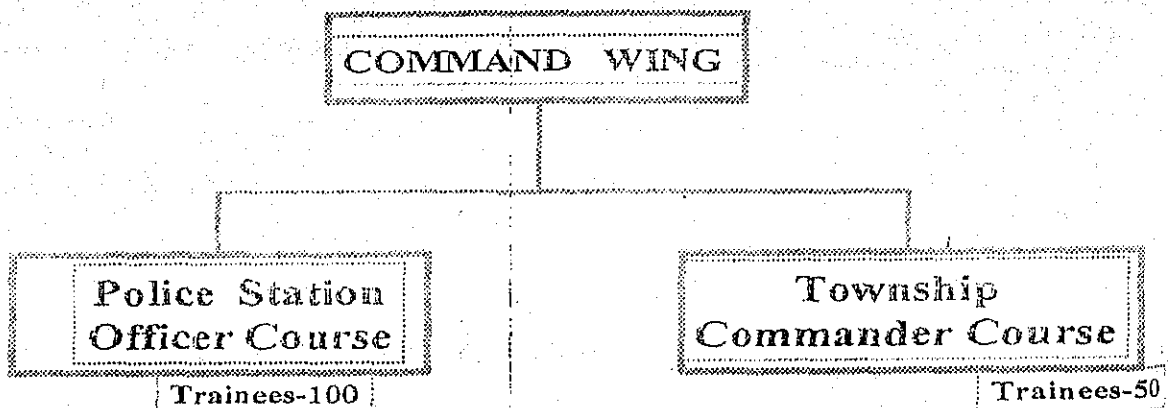 COMMAND WING
Police Station
Officer Course
Trainees-100
Township
Commander Course
Trainees-50